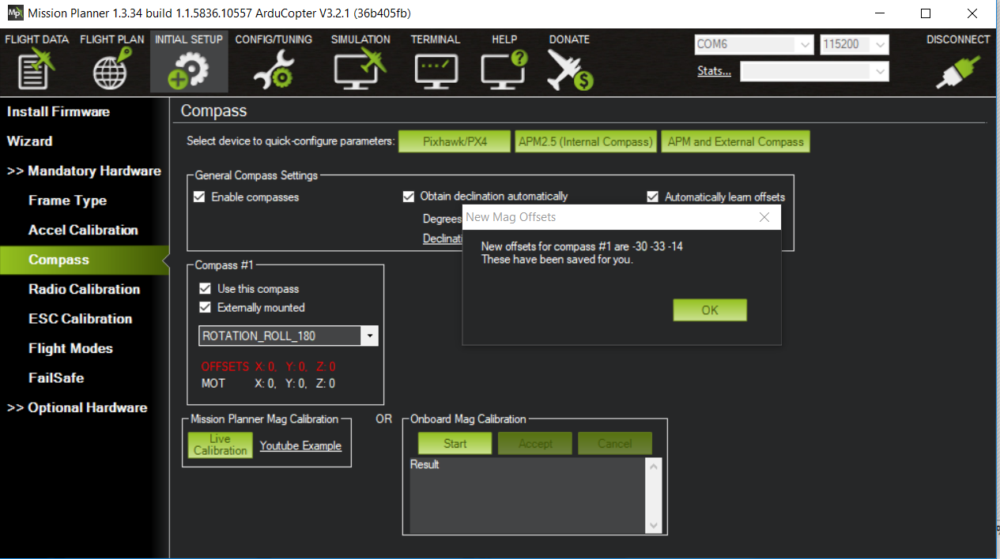 Mp Mission Planner 1.3.34 build 1.1.5836.10557 ArduCopter V3.2.1 (36b405fb)
FLIGHT DATA FLIGHT PLAN INITIAL SETUP CONFIG/TUNING SIMULATION TERMINAL HELP DONATE COM6 115200 DISCONNECT
Stats...
Install Firmware
Wizard
>> Mandatory Hardware
Frame Type
Accel Calibration
Compass
Radio Calibration
ESC Calibration
Flight Modes
FailSafe
>> Optional Hardware
Compass
Select device to quick-configure parameters: Pixhawk/PX4 APM2.5 (Internal Compass) APM and External Compass
General Compass Settings
Enable compasses Obtain declination automatically Automatically learn offsets
Degrees
New Mag Offsets
New offsets for compass #1 are -30 -33 -14
These have been saved for you.
OK
Compass #1
Use this compass
Externally mounted
ROTATION_ROLL_180
OFFSETS X: 0, Y: 0, Z: 0
MOT X: 0, Y: 0, Z: 0
Mission Planner Mag Calibration
Live
Calibration
Youtube Example
OR
Onboard Mag Calibration
Start Accept Cancel
Result